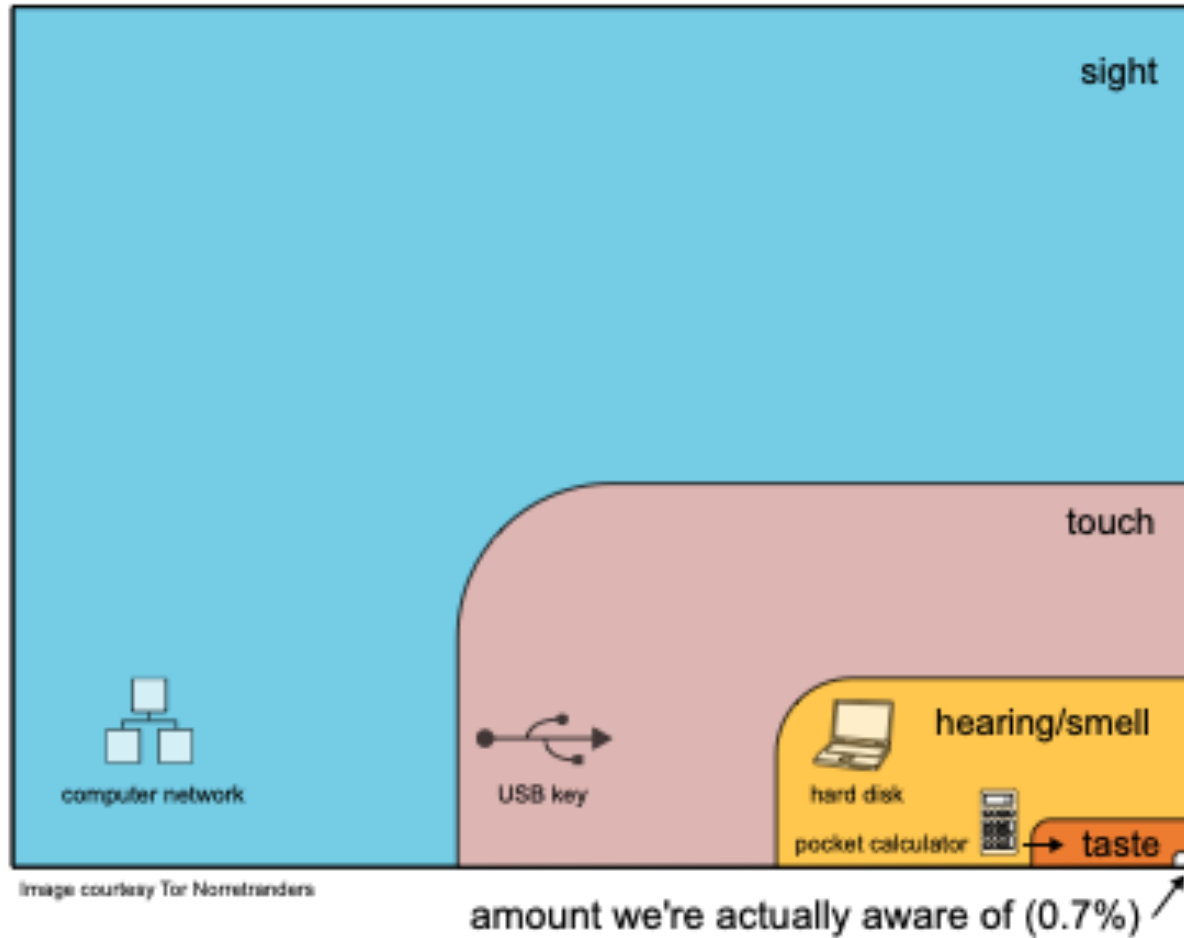 sight
touch
hearing/smell
computer network
USB key
hard disk
pocket calculator
taste
Image courtesy Tor Norretranders
amount we're actually aware of (0.7%)